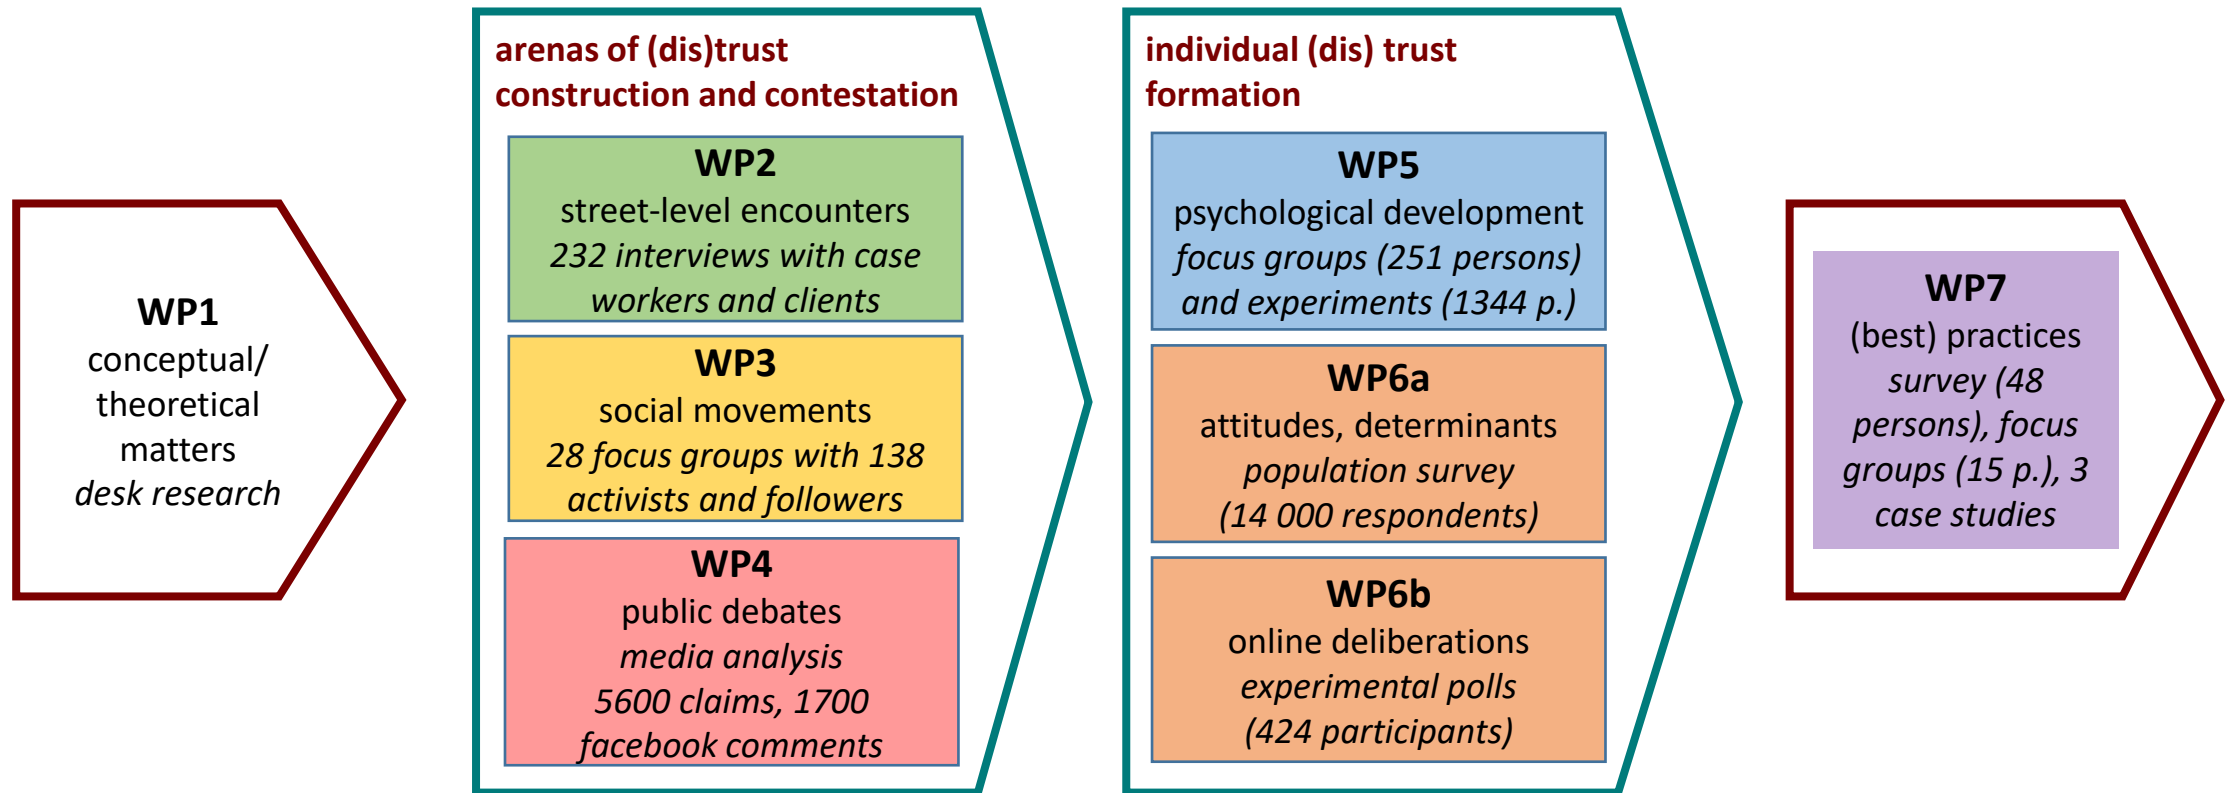 WP1
conceptual/
theoretical
matters
desk research
arenas of (dis)trust
construction and contestation
WP2
street-level encounters
232 interviews with case
workers and clients
WP3
social movements
28 focus groups with 138
activists and followers
WP4
public debates
media analysis
5600 claims, 1700
facebook comments
individual (dis) trust
formation
WP5
psychological development
focus groups (251 persons)
and experiments (1344 p.)
WP6a
attitudes, determinants
population survey
(14 000 respondents)
WP6b
online deliberations
experimental polls
(424 participants)
WP7
(best) practices
survey (48
persons), focus
groups (15 p.), 3
case studies